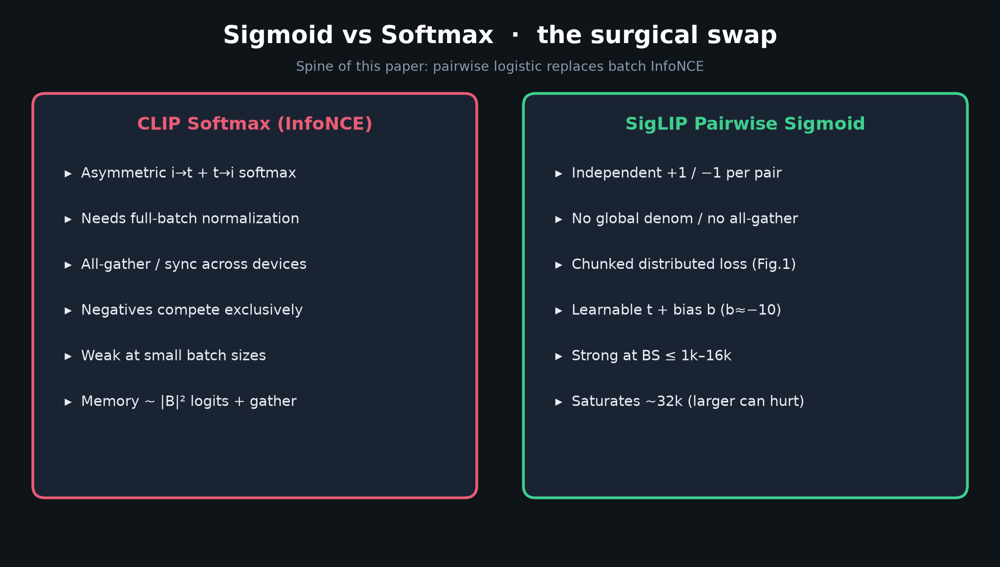 Sigmoid vs Softmax · the surgical swap
Spine of this paper: pairwise logistic replaces batch InfoNCE
CLIP Softmax (InfoNCE)
▸ Asymmetric i→t + t→i softmax
▸ Needs full-batch normalization
▸ All-gather / sync across devices
▸ Negatives compete exclusively
▸ Weak at small batch sizes
▸ Memory ~ |B|² logits + gather
SigLIP Pairwise Sigmoid
▸ Independent +1 / −1 per pair
▸ No global denom / no all-gather
▸ Chunked distributed loss (Fig.1)
▸ Learnable t + bias b (b≈−10)
▸ Strong at BS ≤ 1k–16k
▸ Saturates ~32k (larger can hurt)